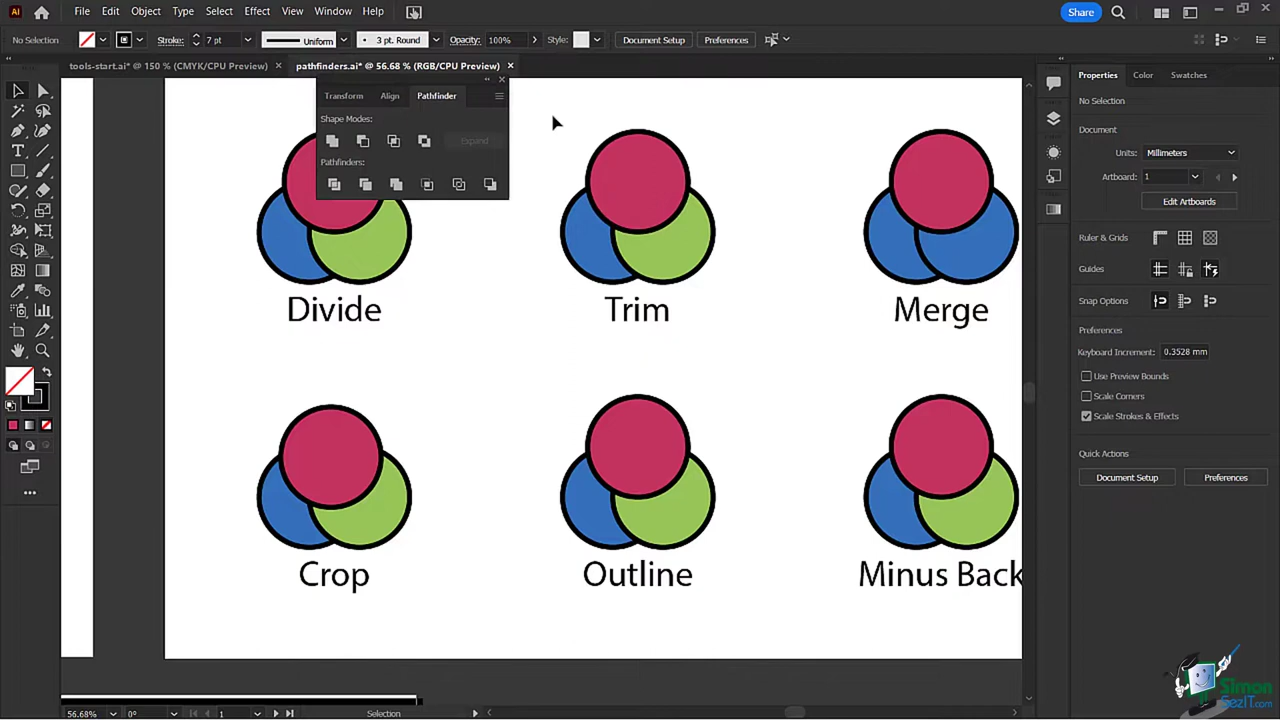 Ai File Edit Object Type Select Effect View Window Help Share
No Selection Stroke: 7 pt Uniform 3 pt. Round Opacity: 100% Style: Document Setup Preferences
tools-start.ai* @ 150 % (CMYK/CPU Preview) × pathfinders.ai* @ 56.68 % (RGB/CPU Preview) ×
Transform Align Pathfinder
Shape Modes:
Expand
Pathfinders:
Divide Trim Merge
Crop Outline Minus Back
Properties Color Swatches
No Selection
Document
Units: Millimeters
Artboard: 1
Edit Artboards
Ruler & Grids
Guides
Snap Options
Preferences
Keyboard Increment: 0.3528 mm
Use Preview Bounds
Scale Corners
Scale Strokes & Effects
Quick Actions
Document Setup Preferences
56.68% 0° 1 Selection
Simon
SezIT.com